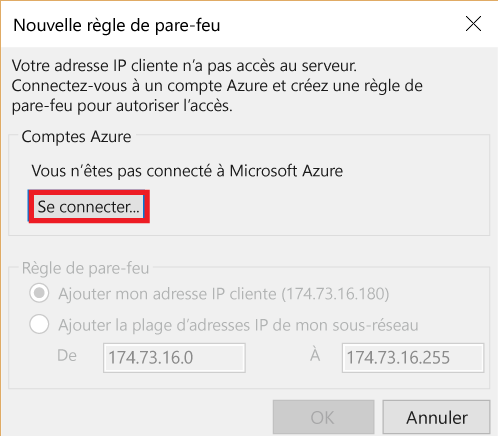 Nouvelle règle de pare-feu
Votre adresse IP cliente n'a pas accès au serveur.
Connectez-vous à un compte Azure et créez une règle de
pare-feu pour autoriser l'accès.
Comptes Azure
Vous n'êtes pas connecté à Microsoft Azure
Se connecter...
Règle de pare-feu
Ajouter mon adresse IP cliente (174.73.16.180)
Ajouter la plage d'adresses IP de mon sous-réseau
De 174.73.16.0 À 174.73.16.255
OK Annuler